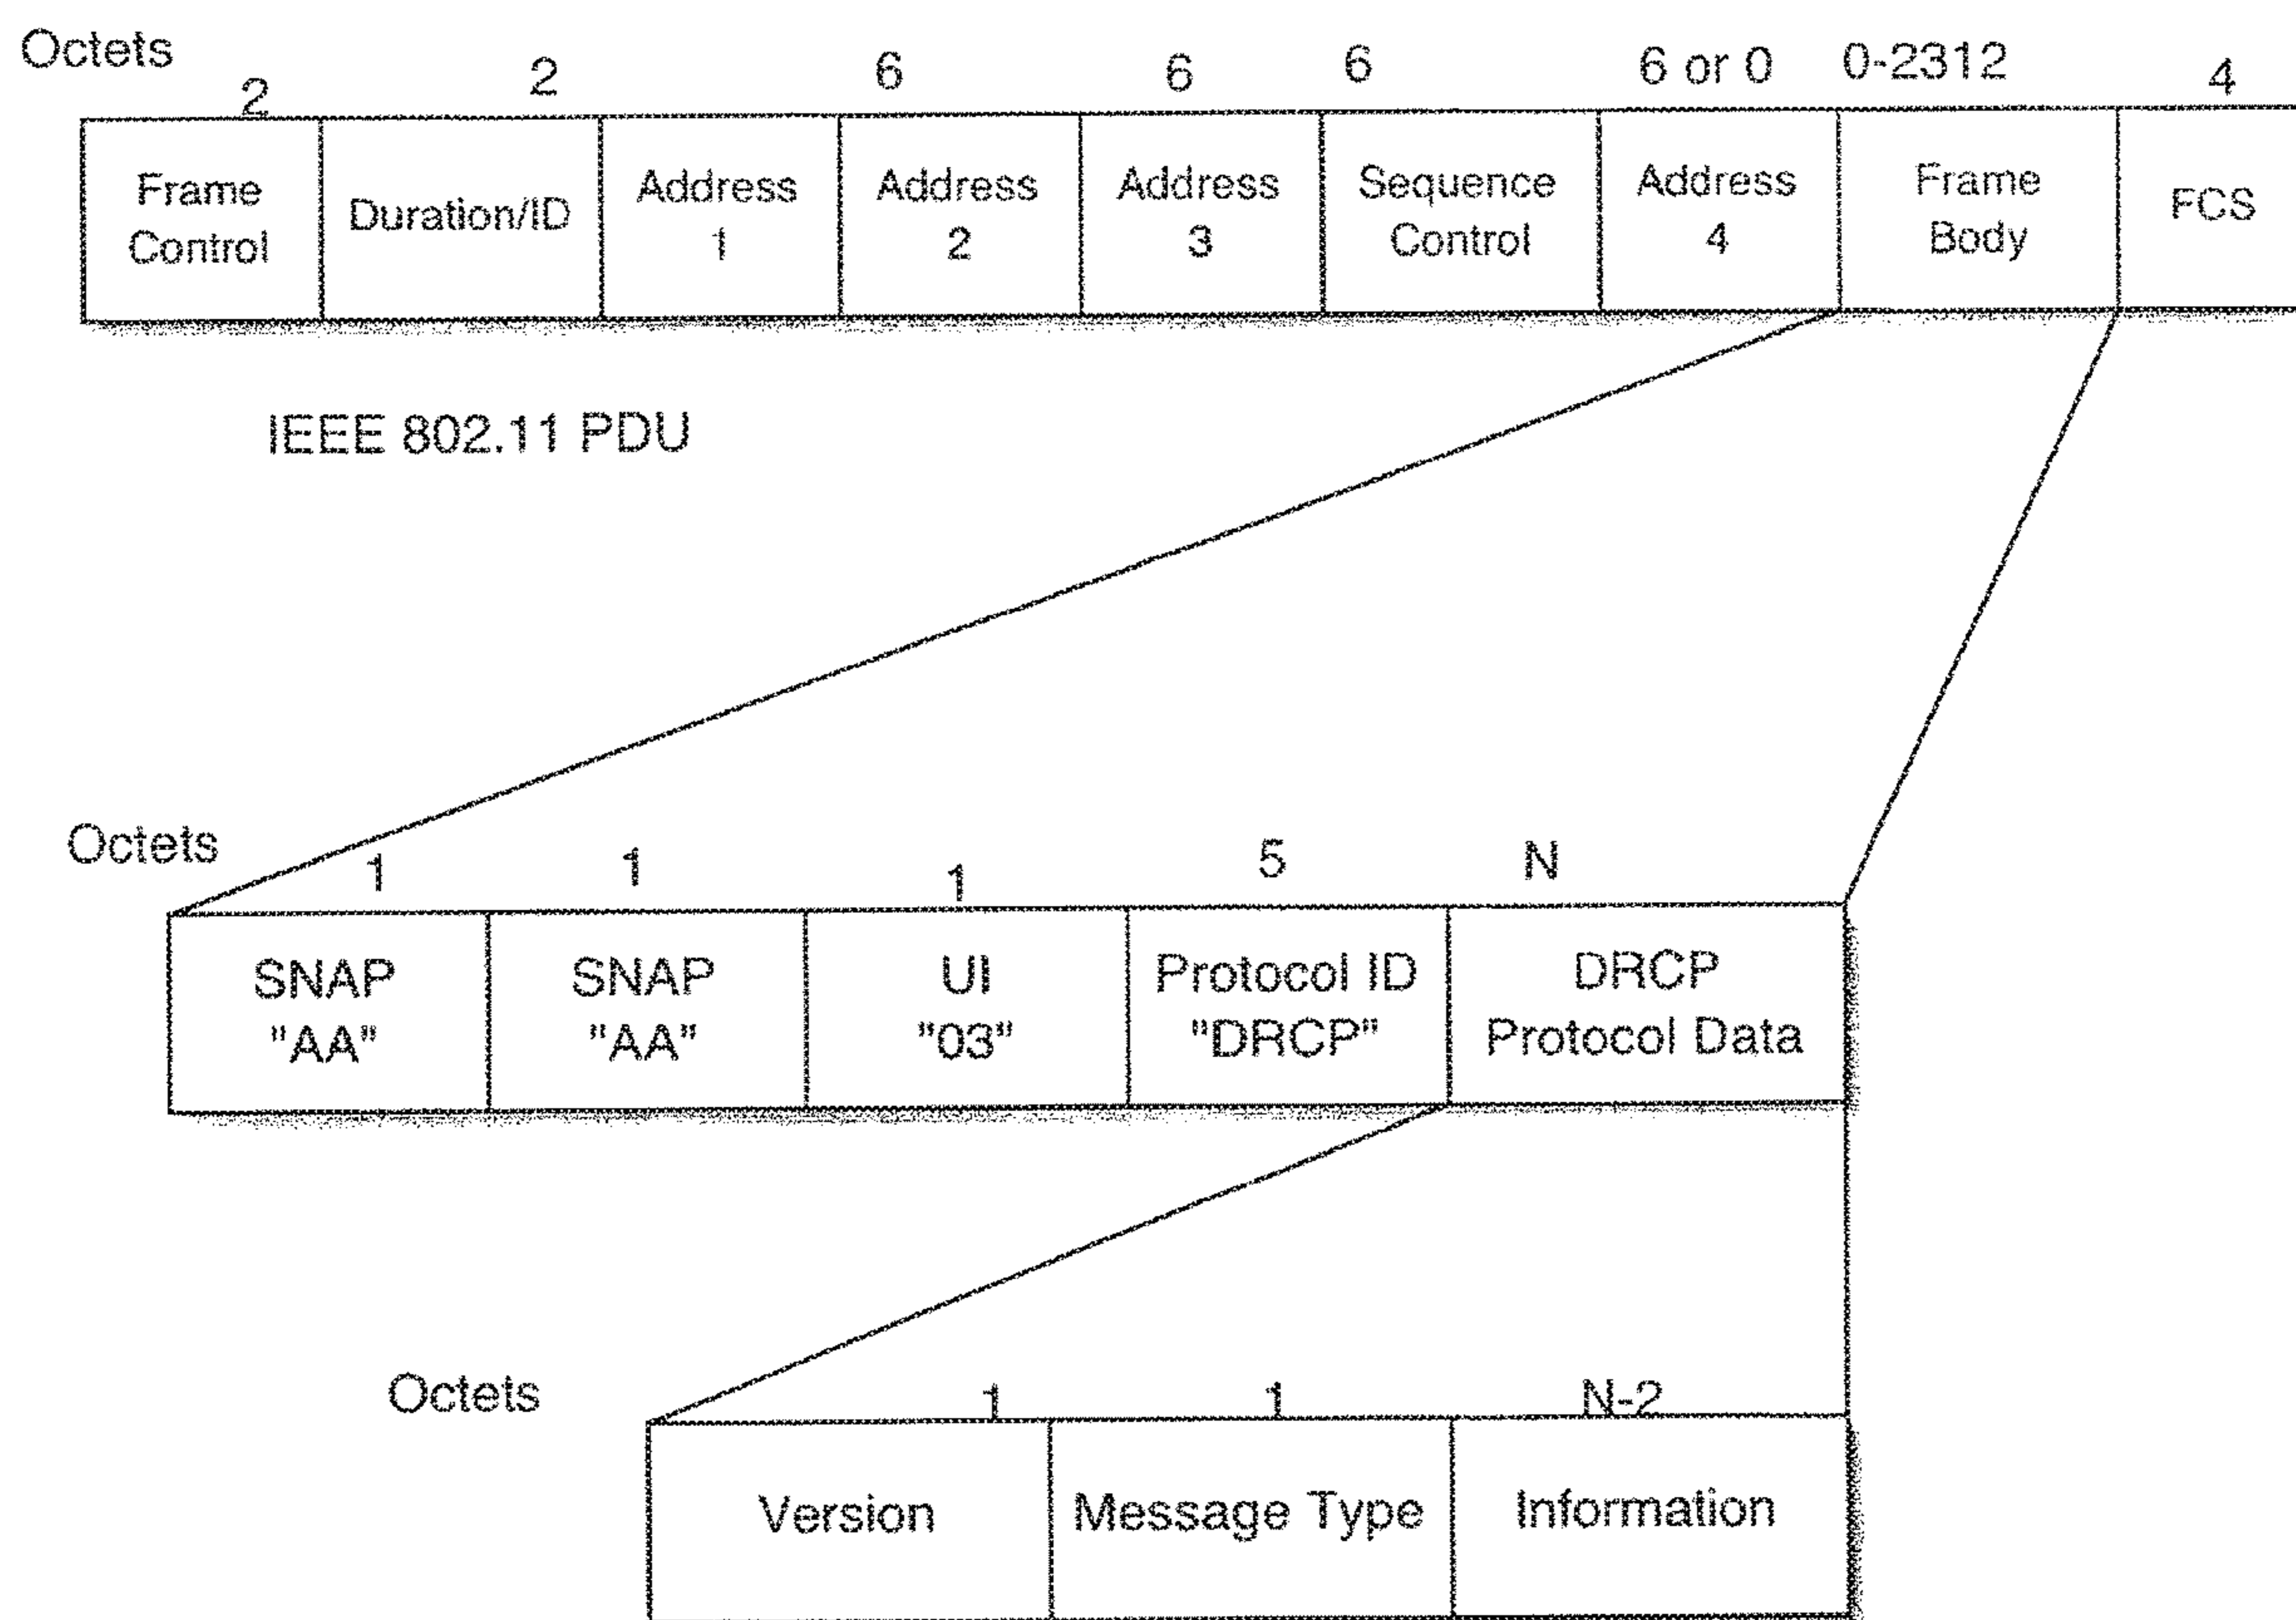 Octets 2 2 6 6 6 6 or 0 0-2312 4
Frame Control
Duration/ID
Address 1
Address 2
Address 3
Sequence Control
Address 4
Frame Body
FCS
IEEE 802.11 PDU
Octets 1 1 1 5 N
SNAP "AA"
SNAP "AA"
UI "03"
Protocol ID "DRCP"
DRCP Protocol Data
Octets 1 1 N-2
Version
Message Type
Information